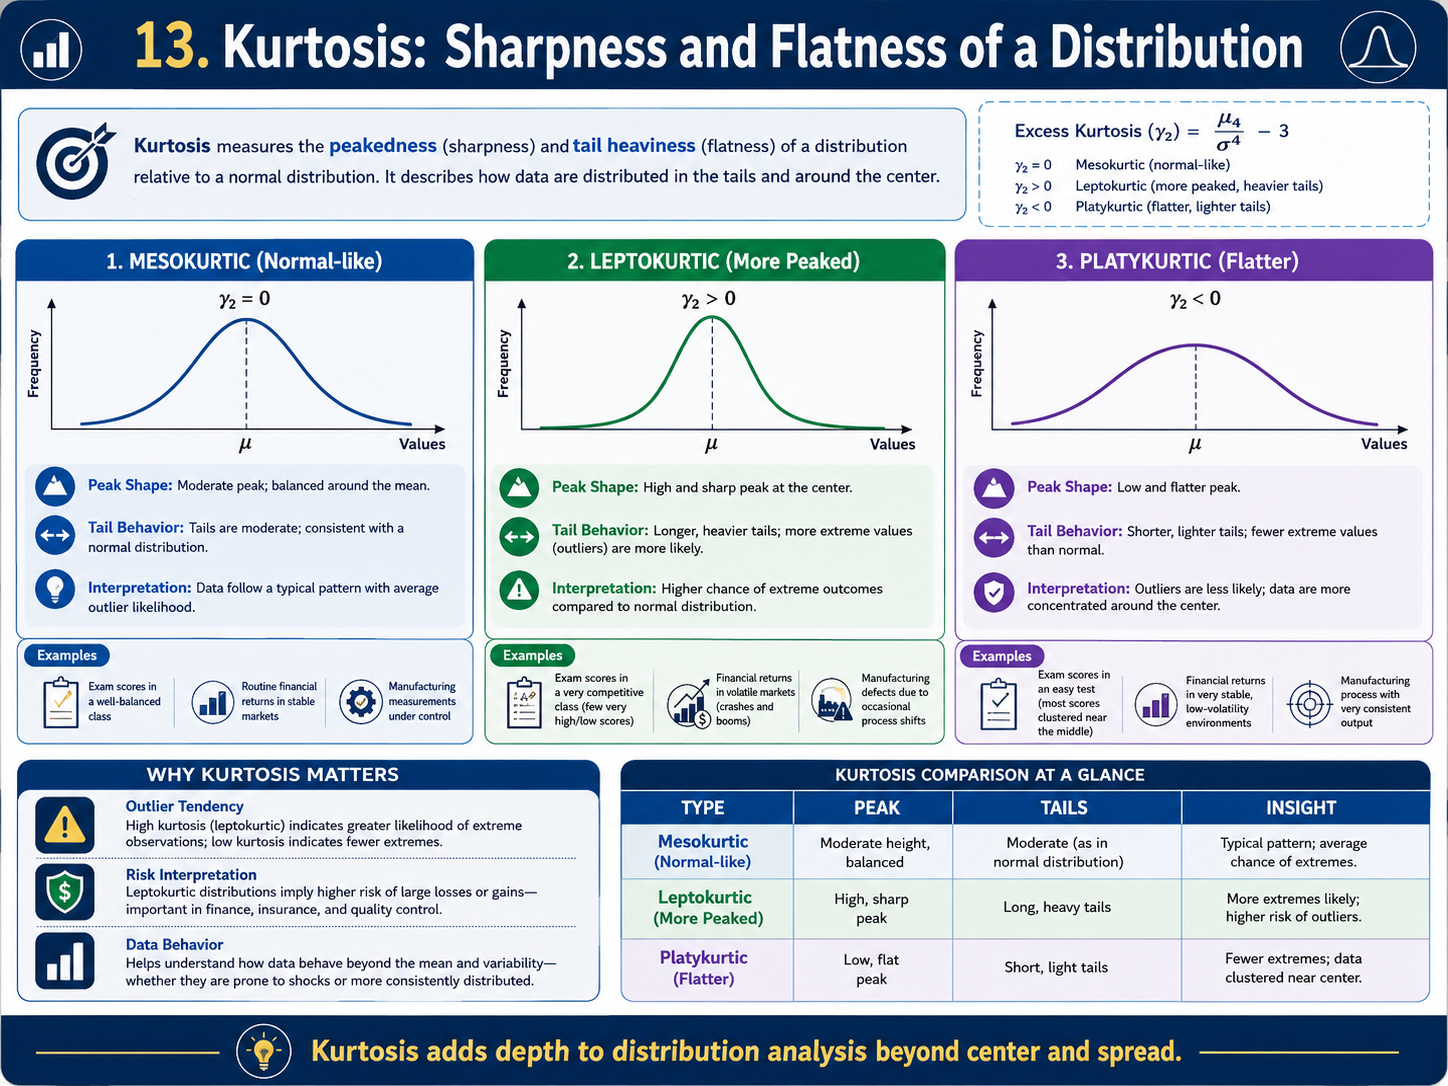 13. Kurtosis: Sharpness and Flatness of a Distribution
Kurtosis measures the peakedness (sharpness) and tail heaviness (flatness) of a distribution
relative to a normal distribution. It describes how data are distributed in the tails and around the center.
Excess Kurtosis (γ₂) = μ₄ / σ⁴ − 3
γ₂ = 0 Mesokurtic (normal-like)
γ₂ > 0 Leptokurtic (more peaked, heavier tails)
γ₂ < 0 Platykurtic (flatter, lighter tails)
1. MESOKURTIC (Normal-like)
γ₂ = 0
Frequency
μ
Values
Peak Shape: Moderate peak; balanced around the mean.
Tail Behavior: Tails are moderate; consistent with a
normal distribution.
Interpretation: Data follow a typical pattern with average
outlier likelihood.
Examples
Exam scores in
a well-balanced
class
Routine financial
returns in stable
markets
Manufacturing
measurements
under control
2. LEPTOKURTIC (More Peaked)
γ₂ > 0
Frequency
μ
Values
Peak Shape: High and sharp peak at the center.
Tail Behavior: Longer, heavier tails; more extreme values
(outliers) are more likely.
Interpretation: Higher chance of extreme outcomes
compared to normal distribution.
Examples
Exam scores in
a very competitive
class (few very
high/low scores)
$
Financial returns
in volatile markets
(crashes and
booms)
Manufacturing
defects due to
occasional
process shifts
3. PLATYKURTIC (Flatter)
γ₂ < 0
Frequency
μ
Values
Peak Shape: Low and flatter peak.
Tail Behavior: Shorter, lighter tails; fewer extreme values
than normal.
Interpretation: Outliers are less likely; data are more
concentrated around the center.
Examples
Exam scores in
an easy test
(most scores
clustered near
the middle)
Financial returns
in very stable,
low-volatility
environments
Manufacturing
process with
very consistent
output
WHY KURTOSIS MATTERS
Outlier Tendency
High kurtosis (leptokurtic) indicates greater likelihood of extreme
observations; low kurtosis indicates fewer extremes.
$
Risk Interpretation
Leptokurtic distributions imply higher risk of large losses or gains—
important in finance, insurance, and quality control.
Data Behavior
Helps understand how data behave beyond the mean and variability—
whether they are prone to shocks or more consistently distributed.
KURTOSIS COMPARISON AT A GLANCE
TYPE PEAK TAILS INSIGHT
Mesokurtic
(Normal-like)
Moderate height,
balanced
Moderate (as in
normal distribution)
Typical pattern; average
chance of extremes.
Leptokurtic
(More Peaked)
High, sharp
peak
Long, heavy tails
More extremes likely;
higher risk of outliers.
Platykurtic
(Flatter)
Low, flat
peak
Short, light tails
Fewer extremes; data
clustered near center.
Kurtosis adds depth to distribution analysis beyond center and spread.